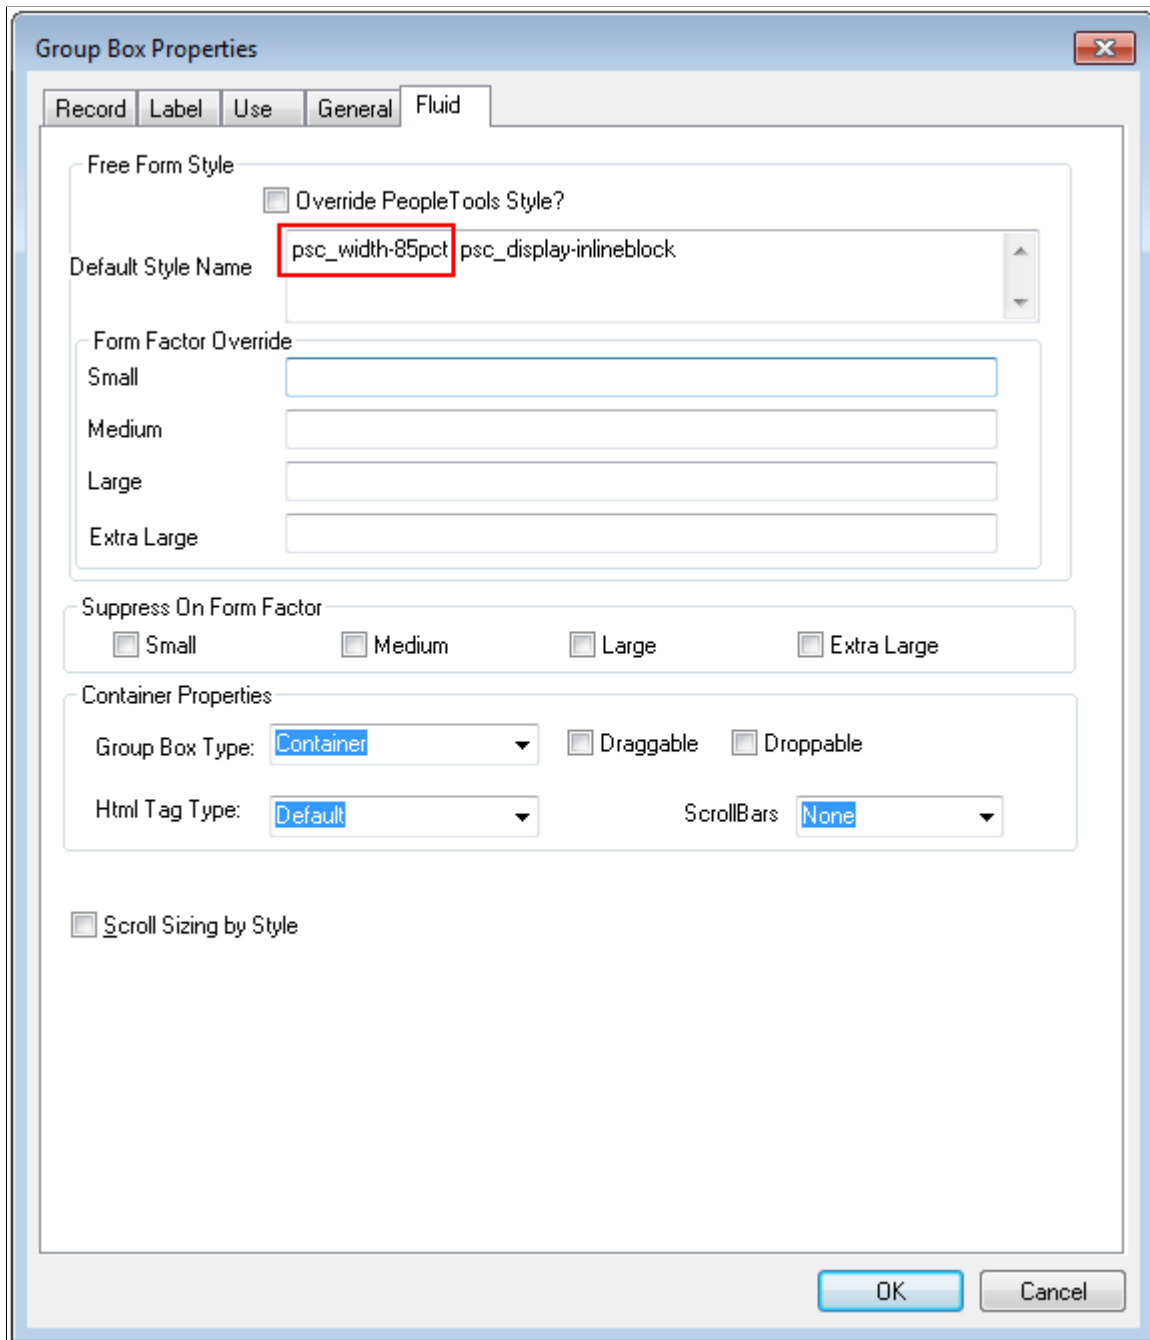 Group Box Properties
Record Label Use General Fluid
Free Form Style
Override PeopleTools Style?
Default Style Name psc_width-85pct psc_display-inlineblock
Form Factor Override
Small
Medium
Large
Extra Large
Suppress On Form Factor
Small Medium Large Extra Large
Container Properties
Group Box Type: Container Draggable Droppable
Html Tag Type: Default ScrollBars None
Scroll Sizing by Style
OK Cancel